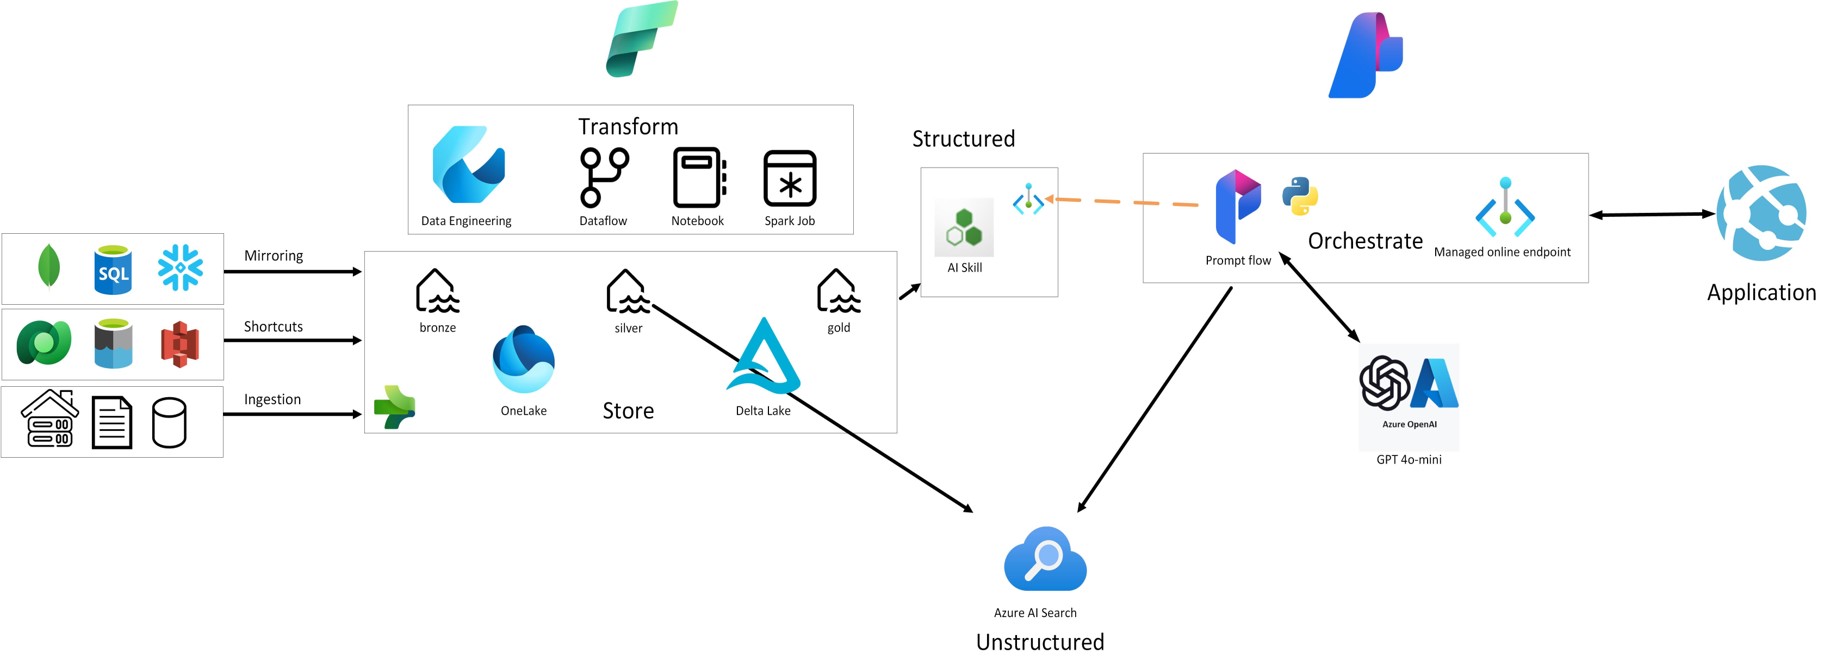 Transform
Data Engineering
Dataflow
Notebook
Spark Job
Structured
AI Skill
Prompt flow
Orchestrate
Managed online endpoint
Application
SQL
Mirroring
Shortcuts
Ingestion
bronze
silver
gold
OneLake
Store
Delta Lake
Azure OpenAI
GPT 4o-mini
Azure AI Search
Unstructured